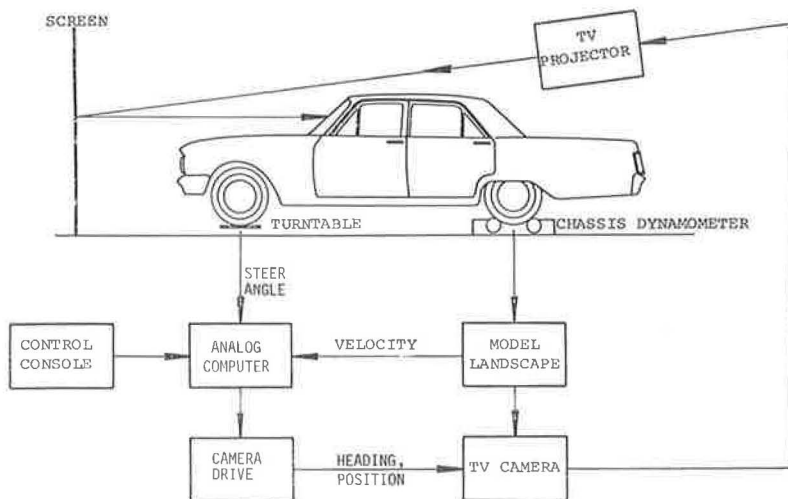 SCREEN
TV
PROJECTOR
TURNTABLE
CHASSIS DYNAMOMETER
STEER
ANGLE
CONTROL
CONSOLE
ANALOG
COMPUTER
VELOCITY
MODEL
LANDSCAPE
CAMERA
DRIVE
HEADING,
POSITION
TV CAMERA